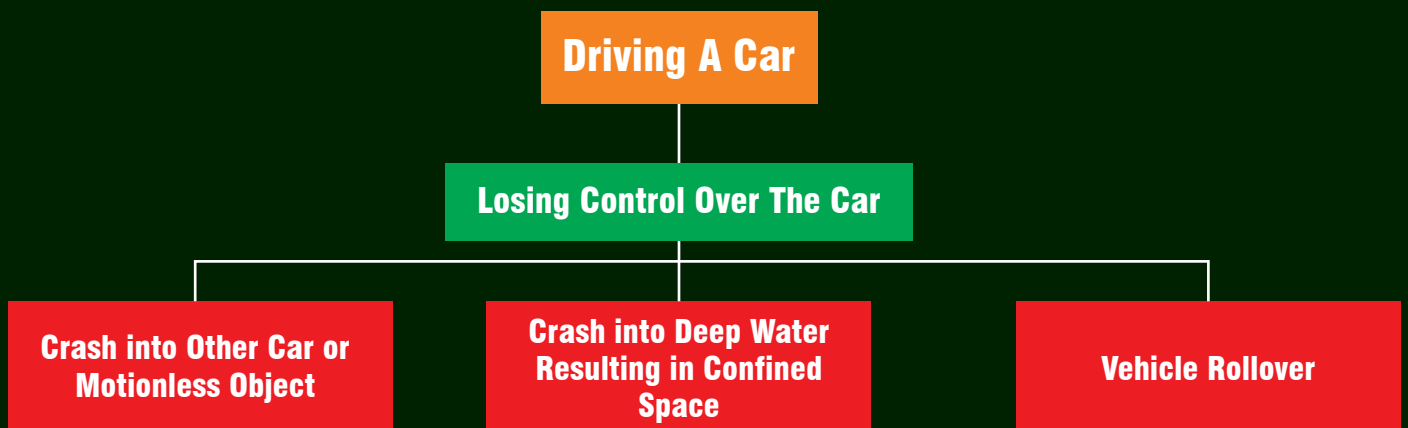 Driving A Car
Losing Control Over The Car
Crash into Other Car or
Motionless Object
Crash into Deep Water
Resulting in Confined
Space
Vehicle Rollover